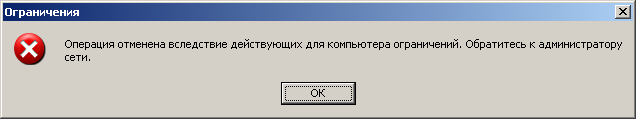 Ограничения
Операция отменена вследствие действующих для компьютера ограничений. Обратитесь к администратору
сети.
OK